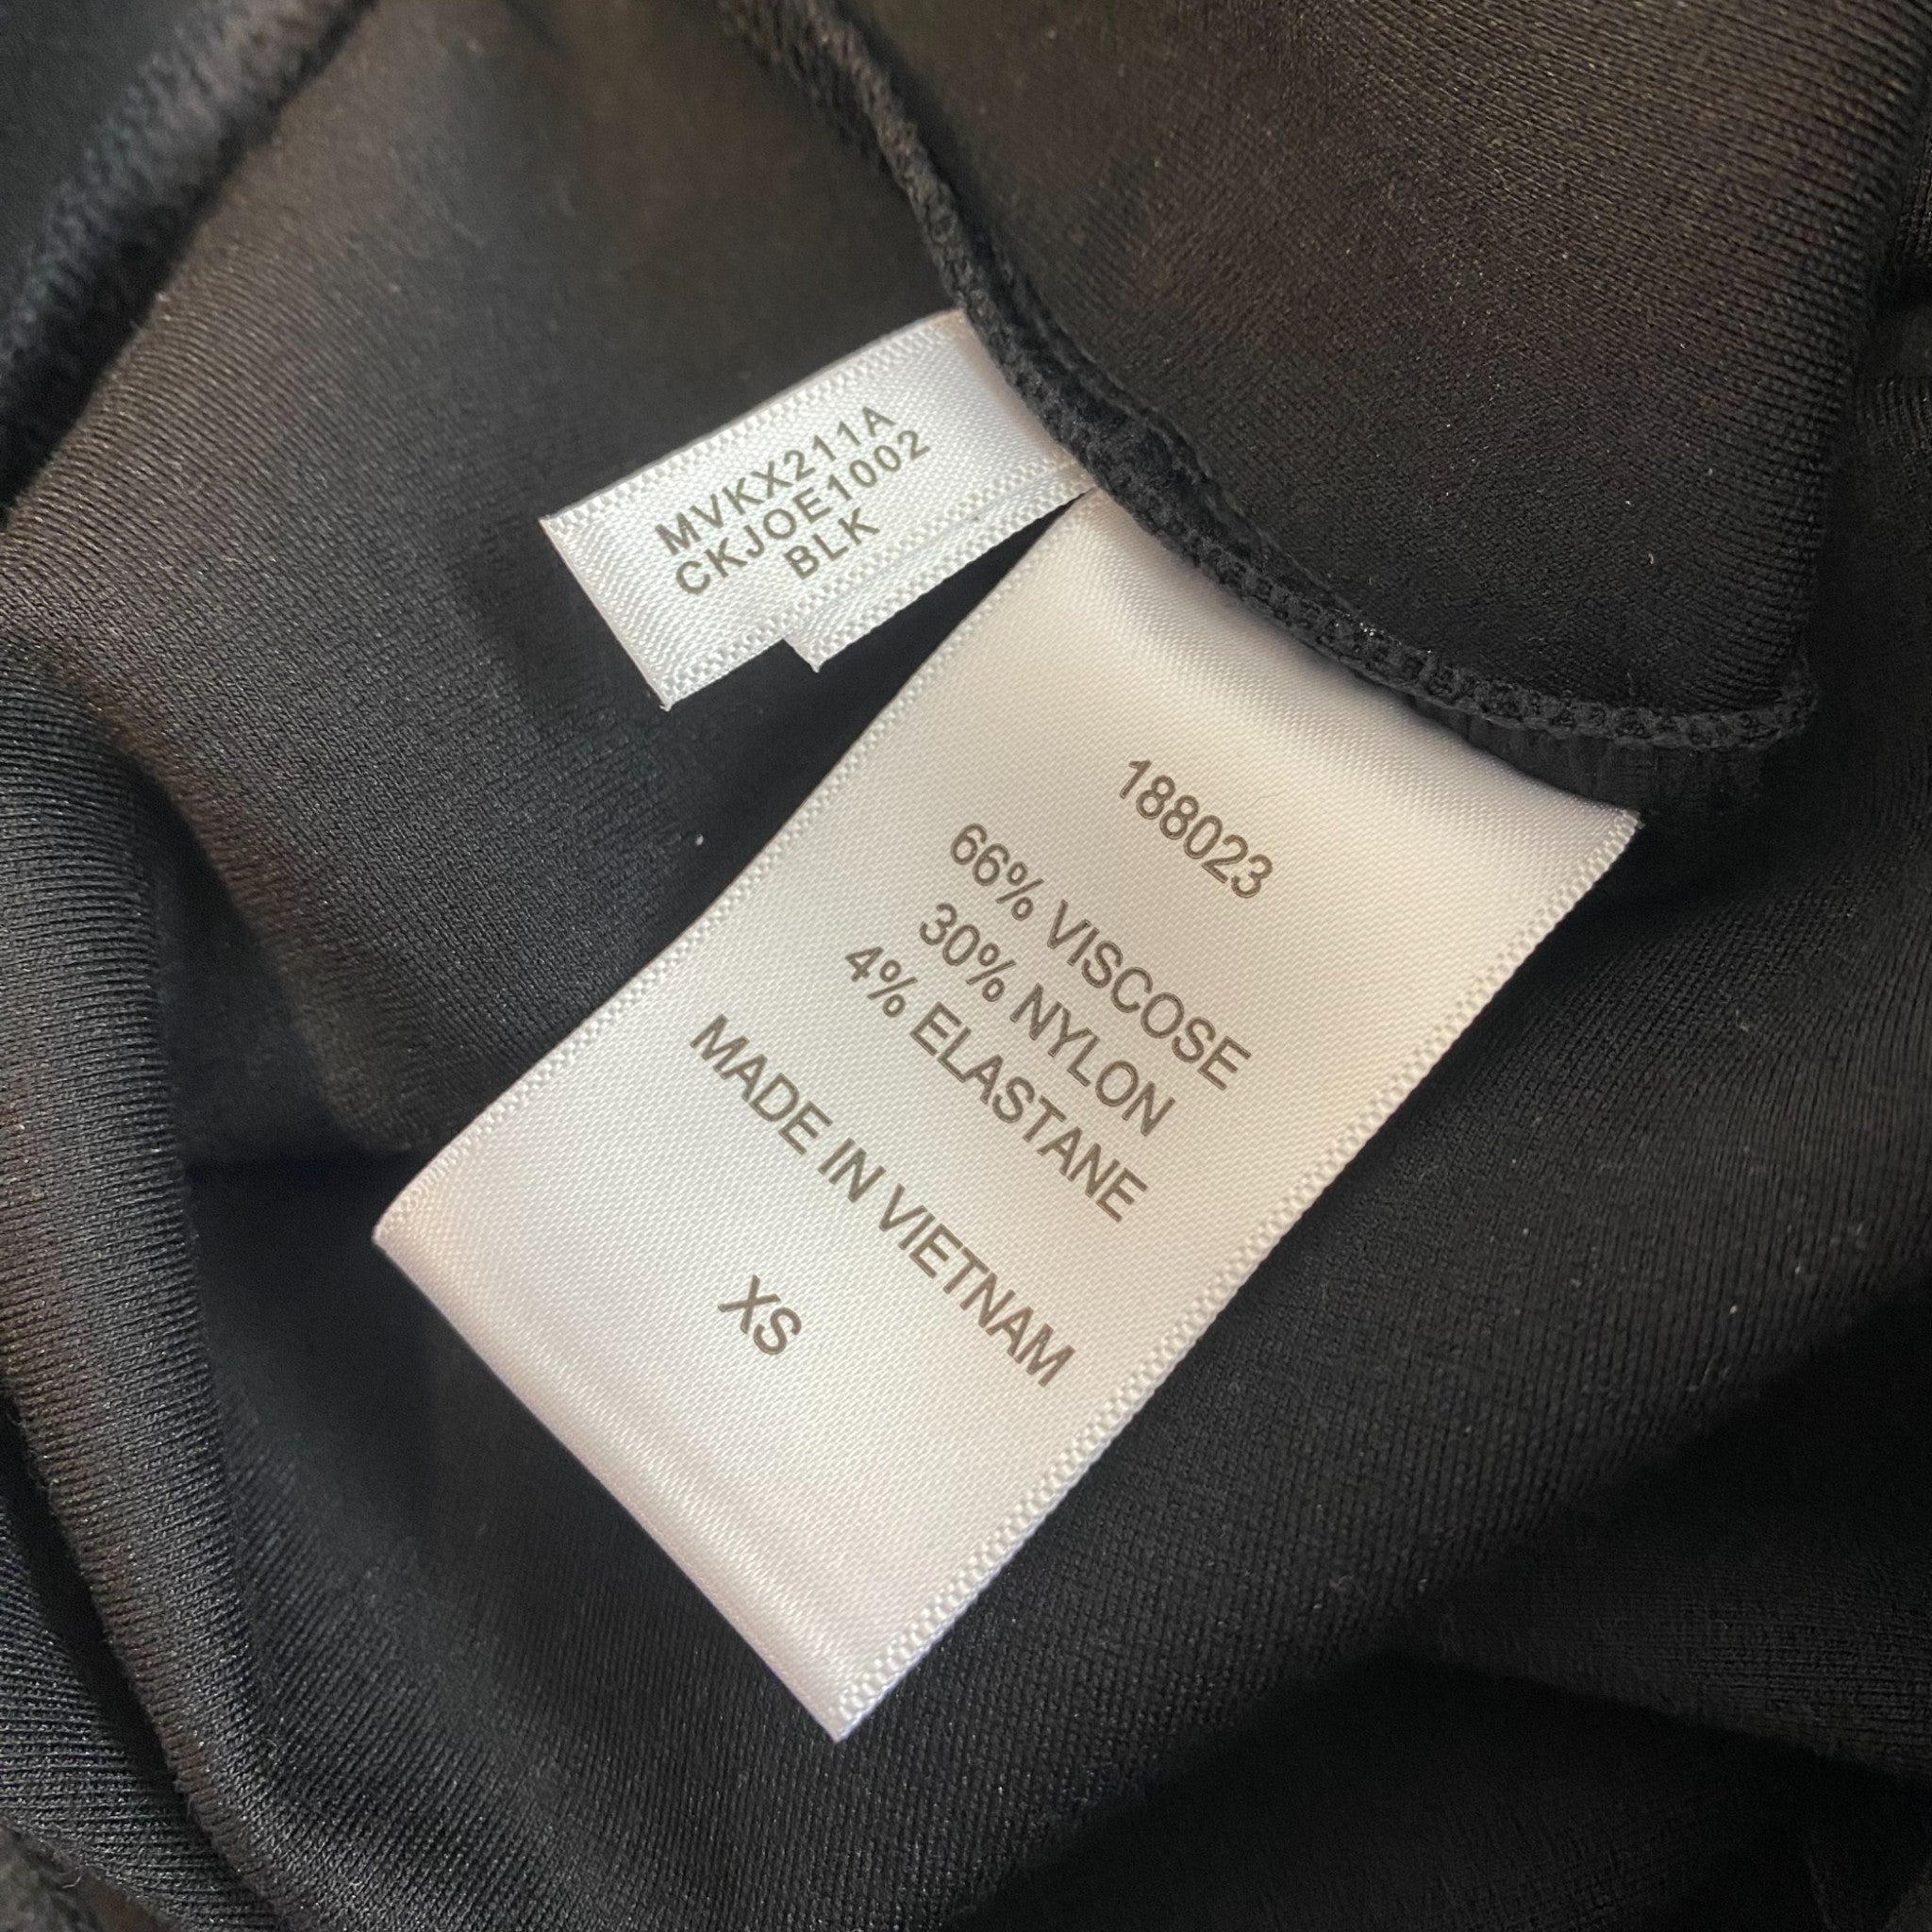 MVKX211A
CKJOE1002
BLK
188023
66% VISCOSE
30% NYLON
4% ELASTANE
MADE IN VIETNAM
XS